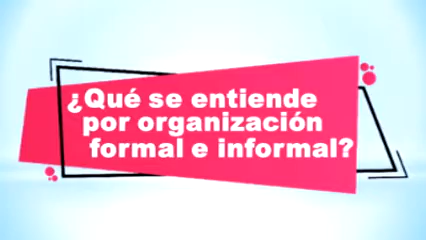 ¿Qué se entiende
por organización
formal e informal?